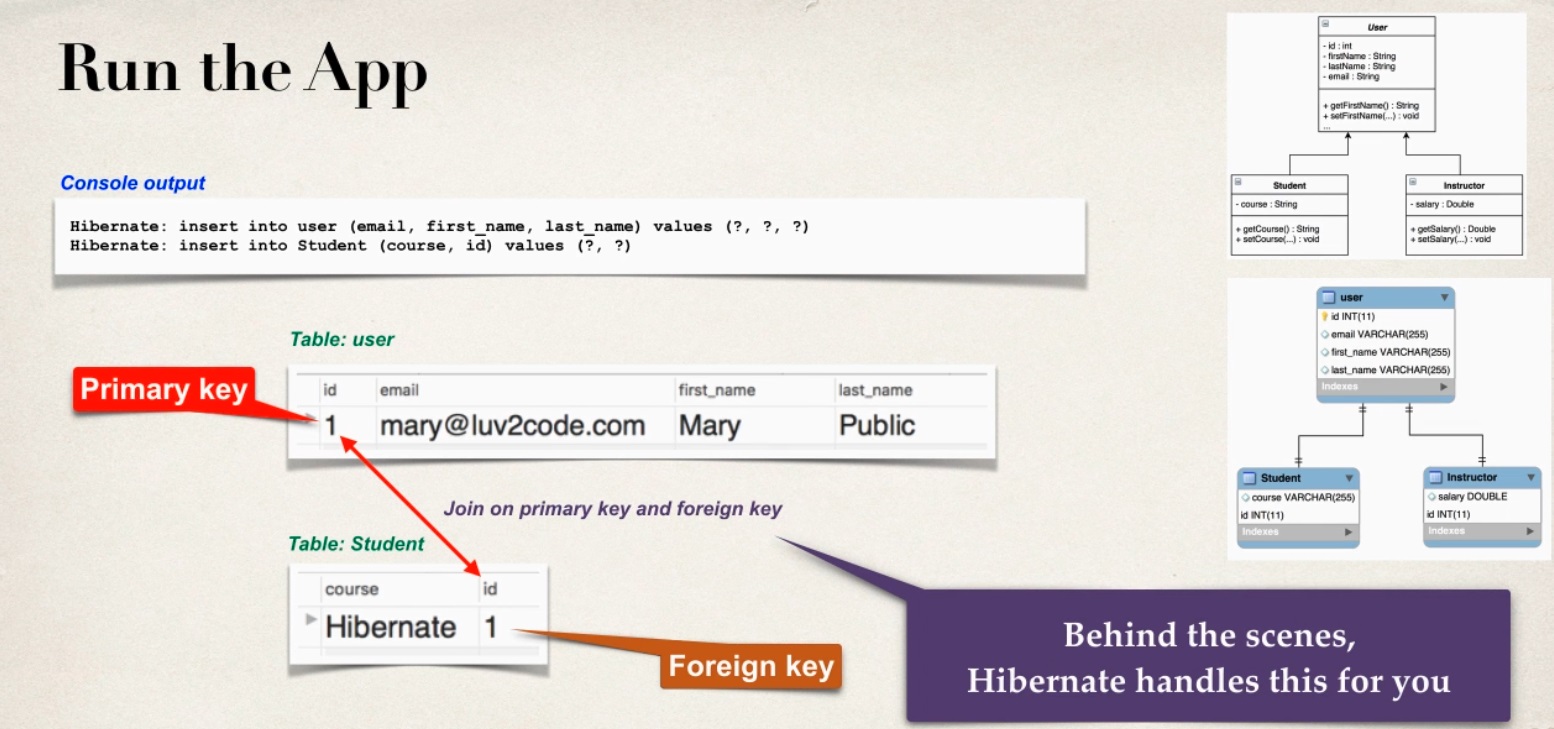 Run the App
Console output
Hibernate: insert into user (email, first_name, last_name) values (?, ?, ?)
Hibernate: insert into Student (course, id) values (?, ?)
Table: user
Primary key
id email first_name last_name
1 mary@luv2code.com Mary Public
Join on primary key and foreign key
Table: Student
course id
Hibernate 1
Foreign key
Behind the scenes,
Hibernate handles this for you
User
- id : int
- firstName : String
- lastName : String
- email : String
+ getFirstName() : String
+ setFirstName(...) : void
...
Student
- course : String
+ getCourse() : String
+ setCourse(...) : void
Instructor
- salary : Double
+ getSalary() : Double
+ setSalary(...) : void
user
id INT(11)
email VARCHAR(255)
first_name VARCHAR(255)
last_name VARCHAR(255)
Indexes
Student
course VARCHAR(255)
id INT(11)
Indexes
Instructor
salary DOUBLE
id INT(11)
Indexes